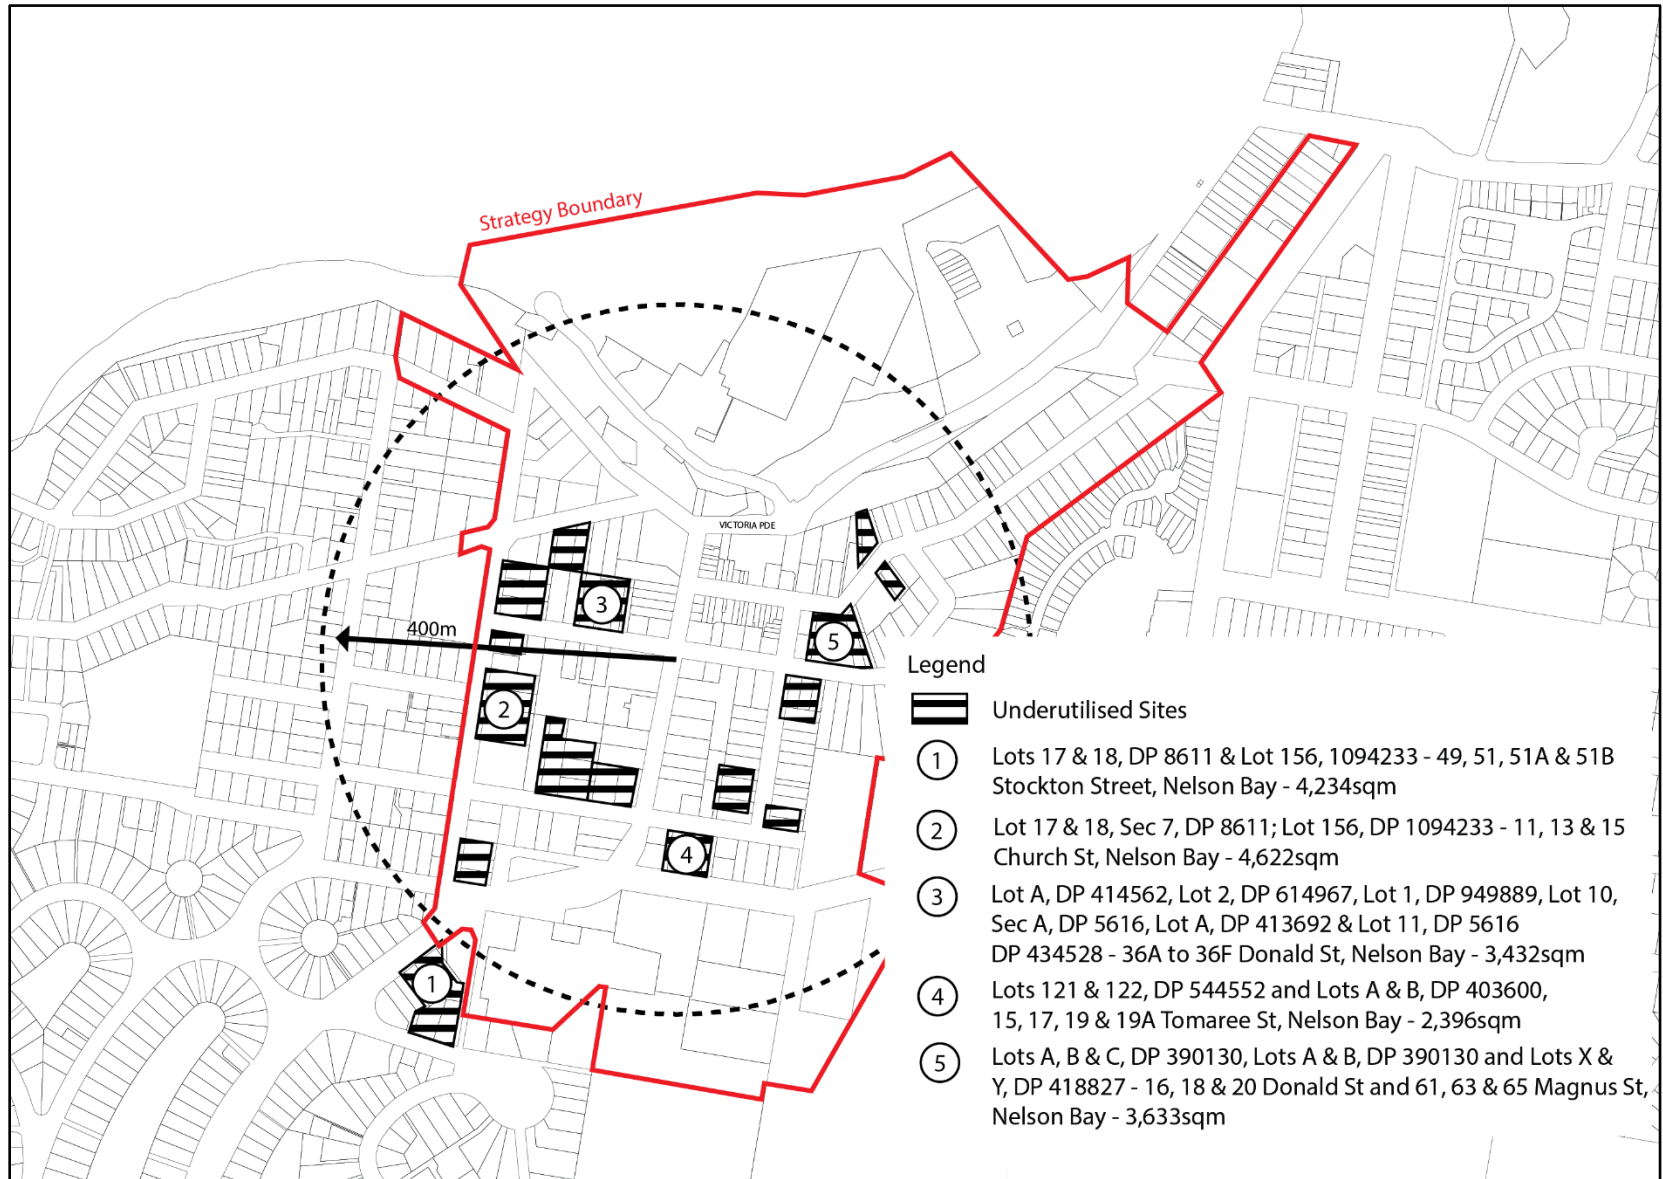 Strategy Boundary
VICTORIA PDE
3
400m
5
2
4
1
Legend
Underutilised Sites
1
Lots 17 & 18, DP 8611 & Lot 156, 1094233 - 49, 51, 51A & 51B
Stockton Street, Nelson Bay - 4,234sqm
2
Lot 17 & 18, Sec 7, DP 8611; Lot 156, DP 1094233 - 11, 13 & 15
Church St, Nelson Bay - 4,622sqm
3
Lot A, DP 414562, Lot 2, DP 614967, Lot 1, DP 949889, Lot 10,
Sec A, DP 5616, Lot A, DP 413692 & Lot 11, DP 5616
DP 434528 - 36A to 36F Donald St, Nelson Bay - 3,432sqm
4
Lots 121 & 122, DP 544552 and Lots A & B, DP 403600,
15, 17, 19 & 19A Tomaree St, Nelson Bay - 2,396sqm
5
Lots A, B & C, DP 390130, Lots A & B, DP 390130 and Lots X &
Y, DP 418827 - 16, 18 & 20 Donald St and 61, 63 & 65 Magnus St,
Nelson Bay - 3,633sqm